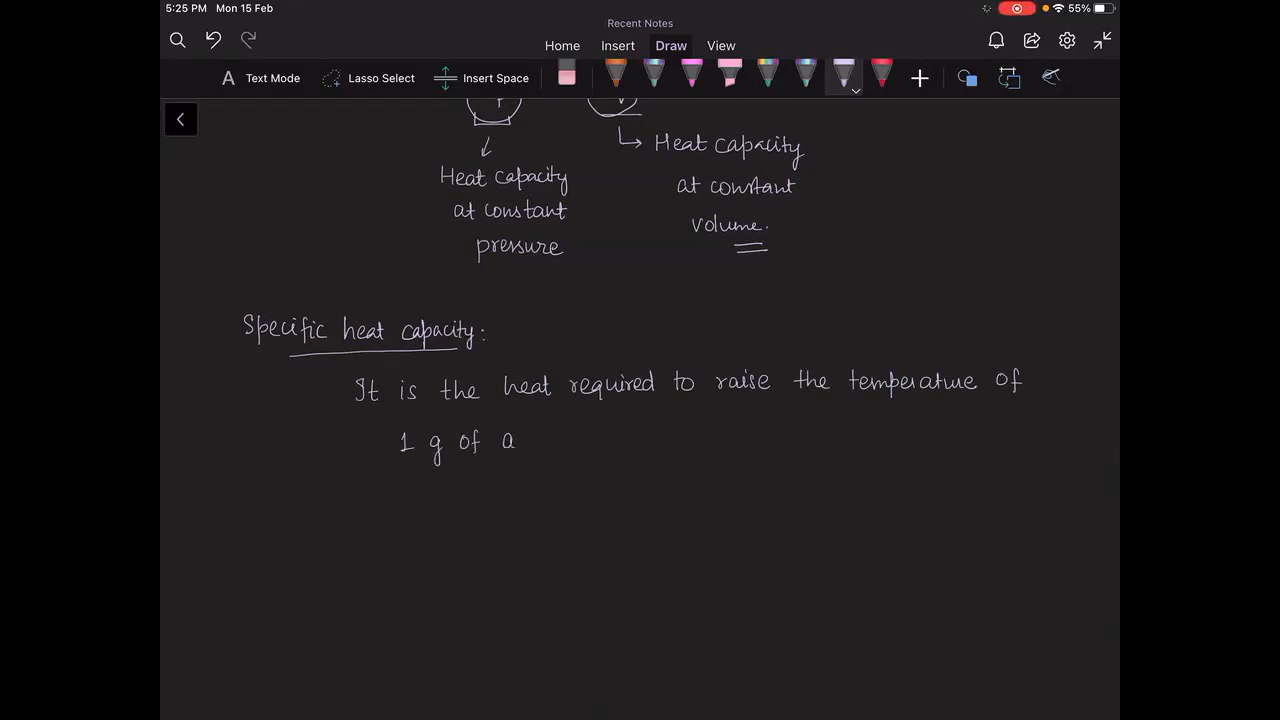 5:25 PM Mon 15 Feb
55%
Recent Notes
Home Insert Draw View
Text Mode Lasso Select Insert Space
P V
Heat capacity
at constant
pressure
Heat capacity
at constant
volume.
Specific heat capacity:
It is the heat required to raise the temperature of
1 g of a